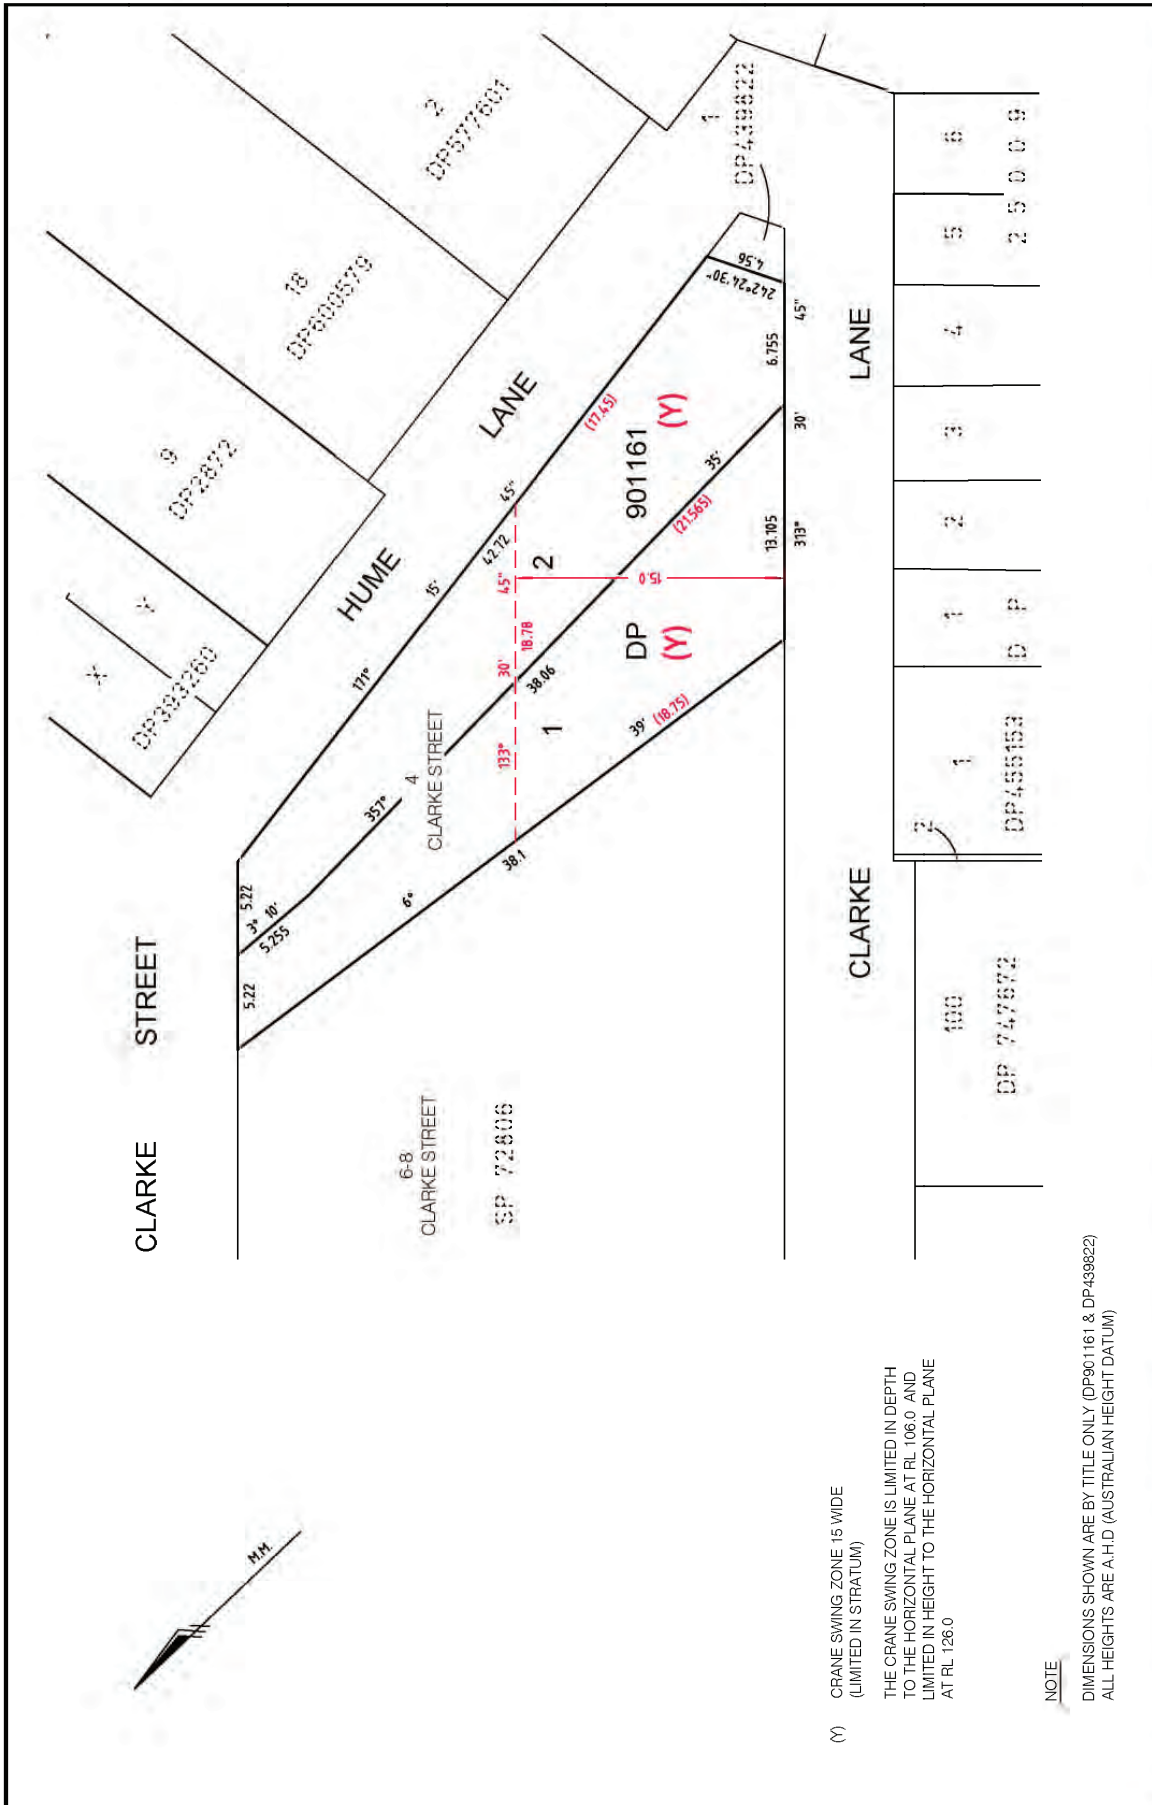 CLARKE STREET
HUME LANE
CLARKE LANE
X
Y
DP393260
9
DP2872
18
DP600579
2
DP577601
1
DP439822
4
CLARKE STREET
6-8
CLARKE STREET
SP 72806
1
2
DP 901161
(Y)
(Y)
5.22
5.22
3° 10'
5.255
357°
38.06
35'
(21.565)
171°
15'
42.72
45"
(17.45)
6°
38.1
39'
(18.75)
133°
30'
18.78
45"
15.0
242°24'30"
4.56
6.755
13.105
313°
30'
45"
100
DP 747672
2
1
DP455153
1
2
3
4
5
6
D P 25009
M.M.
(Y) CRANE SWING ZONE 15 WIDE
(LIMITED IN STRATUM)
THE CRANE SWING ZONE IS LIMITED IN DEPTH
TO THE HORIZONTAL PLANE AT RL 106.0 AND
LIMITED IN HEIGHT TO THE HORIZONTAL PLANE
AT RL 126.0
NOTE
DIMENSIONS SHOWN ARE BY TITLE ONLY (DP901161 & DP439822)
ALL HEIGHTS ARE A.H.D (AUSTRALIAN HEIGHT DATUM)